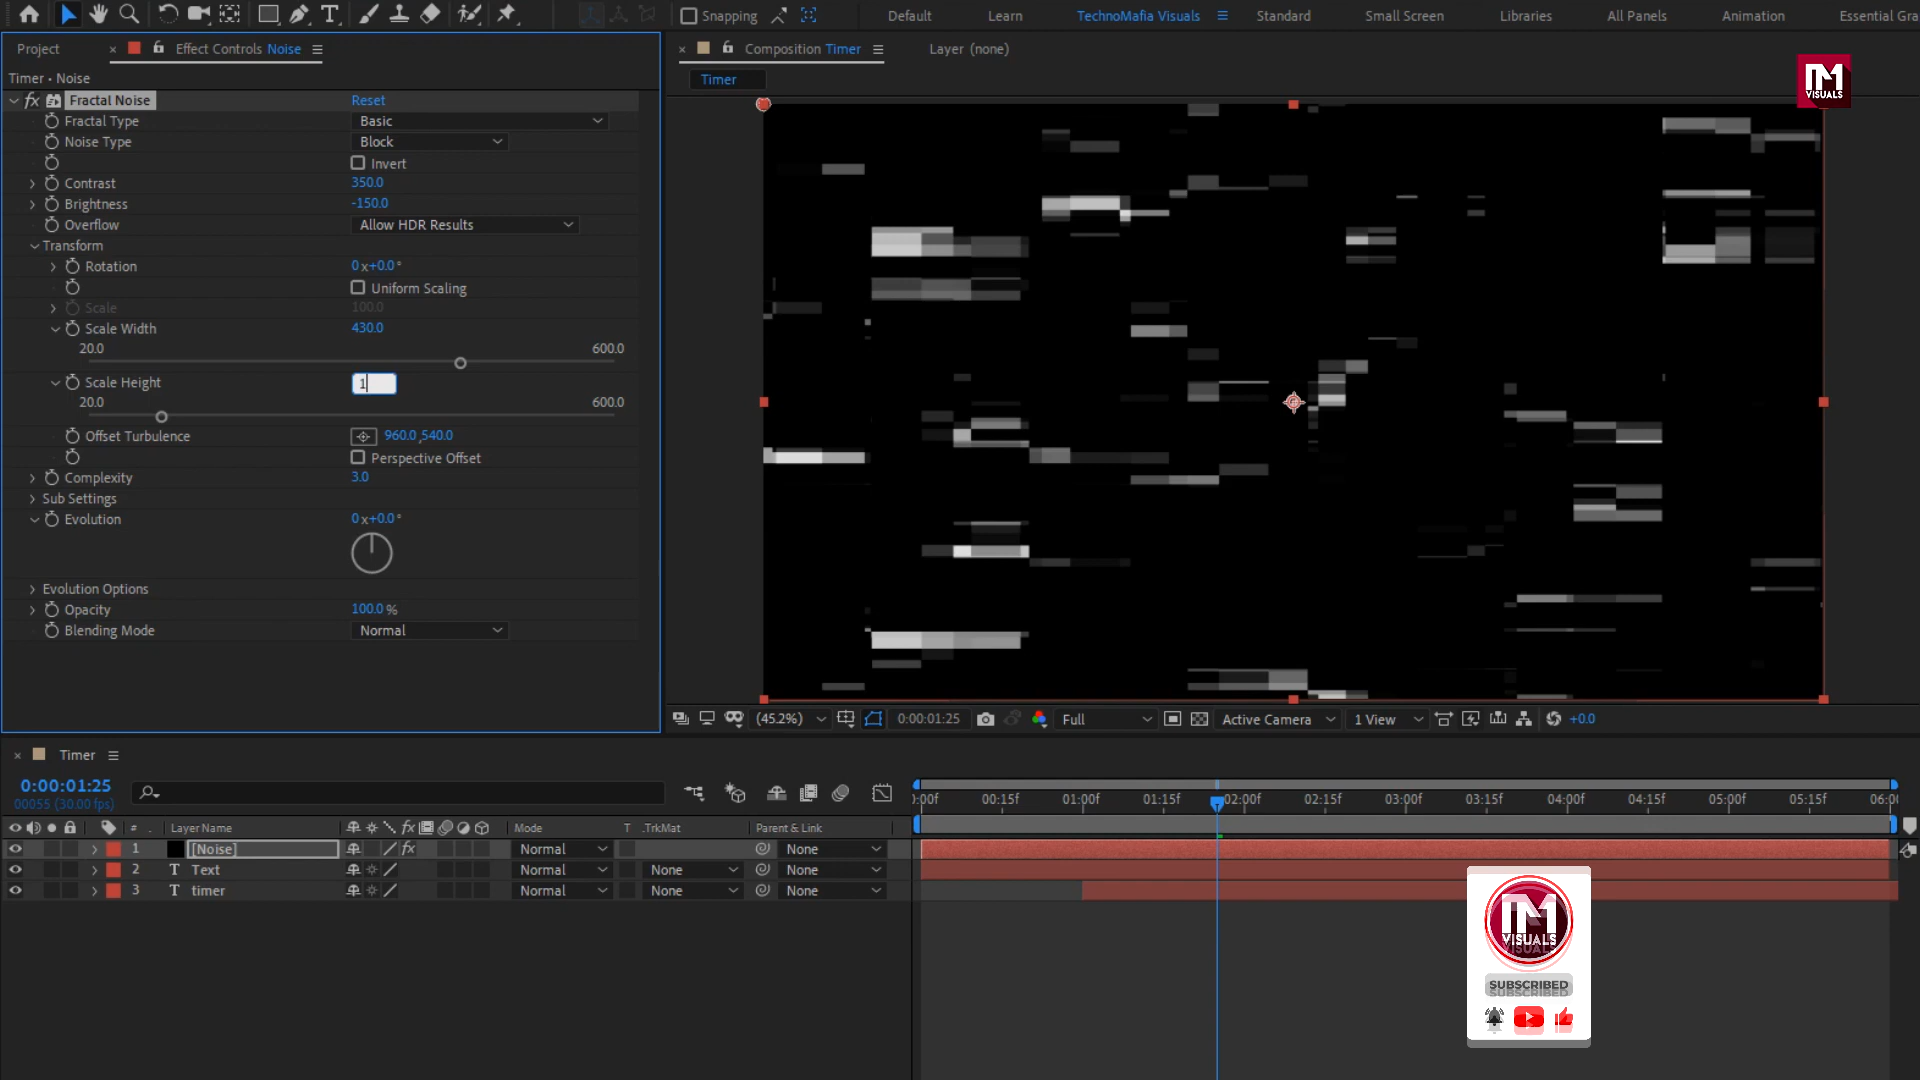 Snapping
Default
Learn
TechnoMafia Visuals
Standard
Small Screen
Libraries
All Panels
Animation
Essential Gra
Project
Effect Controls Noise
Composition Timer
Layer (none)
Timer • Noise
Timer
VISUALS
fx Fractal Noise Reset
Fractal Type Basic
Noise Type Block
Invert
Contrast 350.0
Brightness -150.0
Overflow Allow HDR Results
Transform
Rotation 0x+0.0°
Uniform Scaling
Scale 100.0
Scale Width 430.0
20.0 600.0
Scale Height 1
20.0 600.0
Offset Turbulence 960.0,540.0
Perspective Offset
Complexity 3.0
Sub Settings
Evolution 0x+0.0°
Evolution Options
Opacity 100.0%
Blending Mode Normal
(45.2%) 0:00:01:25 Full Active Camera 1 View +0.0
Timer
0:00:01:25
00055 (30.00 fps)
):00f 00:15f 01:00f 01:15f 02:00f 02:15f 03:00f 03:15f 04:00f 04:15f 05:00f 05:15f 06:00
# Layer Name fx Mode T .TrkMat Parent & Link
1 [Noise] fx Normal None
2 T Text Normal None None
3 T timer Normal None None
VISUALS
SUBSCRIBED